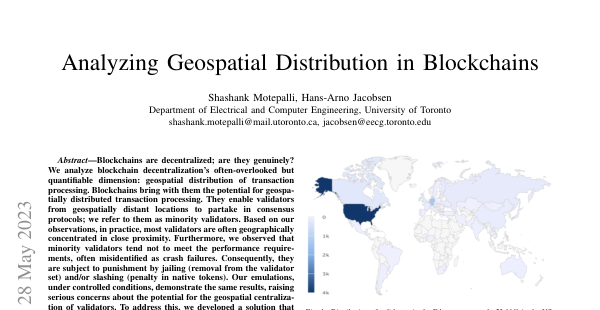 Analyzing Geospatial Distribution in Blockchains
Shashank Motepalli, Hans-Arno Jacobsen
Department of Electrical and Computer Engineering, University of Toronto
shashank.motepalli@mail.utoronto.ca, jacobsen@eecg.toronto.edu
Abstract—Blockchains are decentralized; are they genuinely?
We analyze blockchain decentralization's often-overlooked but
quantifiable dimension: geospatial distribution of transaction
processing. Blockchains bring with them the potential for geospa-
tially distributed transaction processing. They enable validators
from geospatially distant locations to partake in consensus
protocols; we refer to them as minority validators. Based on our
observations, in practice, most validators are often geographically
concentrated in close proximity. Furthermore, we observed that
minority validators tend not to meet the performance require-
ments, often misidentified as crash failures. Consequently, they
are subject to punishment by jailing (removal from the validator
set) and/or slashing (penalty in native tokens). Our emulations,
under controlled conditions, demonstrate the same results, raising
serious concerns about the potential for the geospatial centraliza-
tion of validators. To address this, we developed a solution that
0
1k
2k
3k
4k
28 May 2023